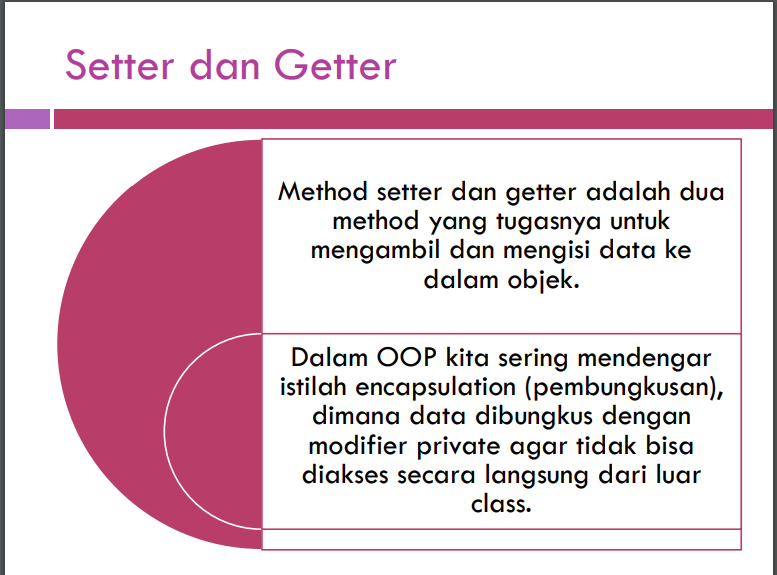 Setter dan Getter
Method setter dan getter adalah dua
method yang tugasnya untuk
mengambil dan mengisi data ke
dalam objek.
Dalam OOP kita sering mendengar
istilah encapsulation (pembungkusan),
dimana data dibungkus dengan
modifier private agar tidak bisa
diakses secara langsung dari luar
class.